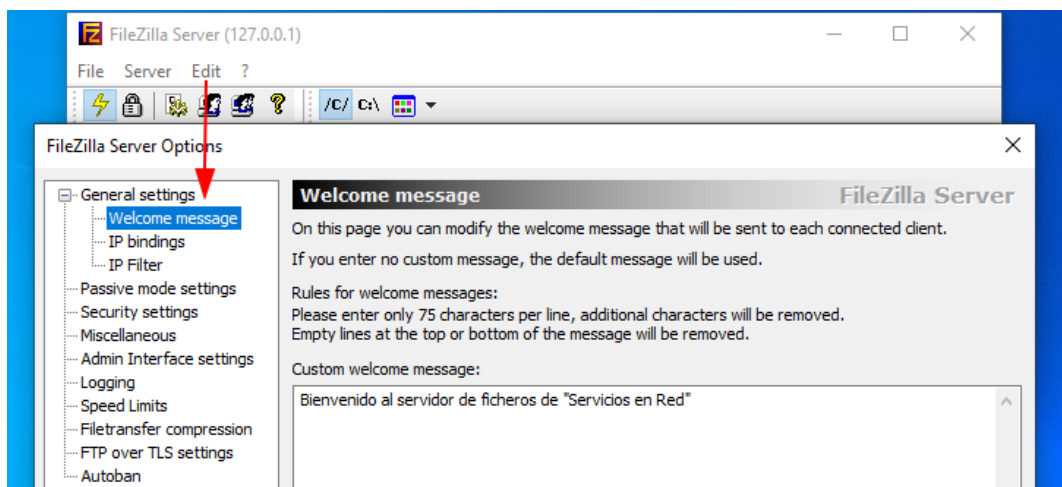 FileZilla Server (127.0.0.1)
File Server Edit ?
/C/ C:\
FileZilla Server Options
General settings
Welcome message
IP bindings
IP Filter
Passive mode settings
Security settings
Miscellaneous
Admin Interface settings
Logging
Speed Limits
Filetransfer compression
FTP over TLS settings
Autoban
Welcome message FileZilla Server
On this page you can modify the welcome message that will be sent to each connected client.
If you enter no custom message, the default message will be used.
Rules for welcome messages:
Please enter only 75 characters per line, additional characters will be removed.
Empty lines at the top or bottom of the message will be removed.
Custom welcome message:
Bienvenido al servidor de ficheros de "Servicios en Red"